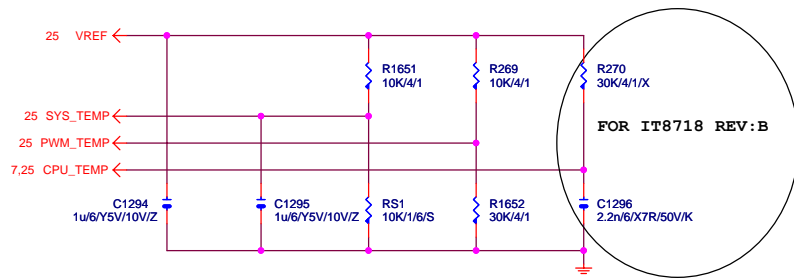 25 VREF
R1651
10K/4/1
R269
10K/4/1
R270
30K/4/1/X
25 SYS_TEMP
FOR IT8718 REV:B
25 PWM_TEMP
7,25 CPU_TEMP
C1294
1u/6/Y5V/10V/Z
C1295
1u/6/Y5V/10V/Z
RS1
10K/1/6/S
R1652
30K/4/1
C1296
2.2n/6/X7R/50V/K